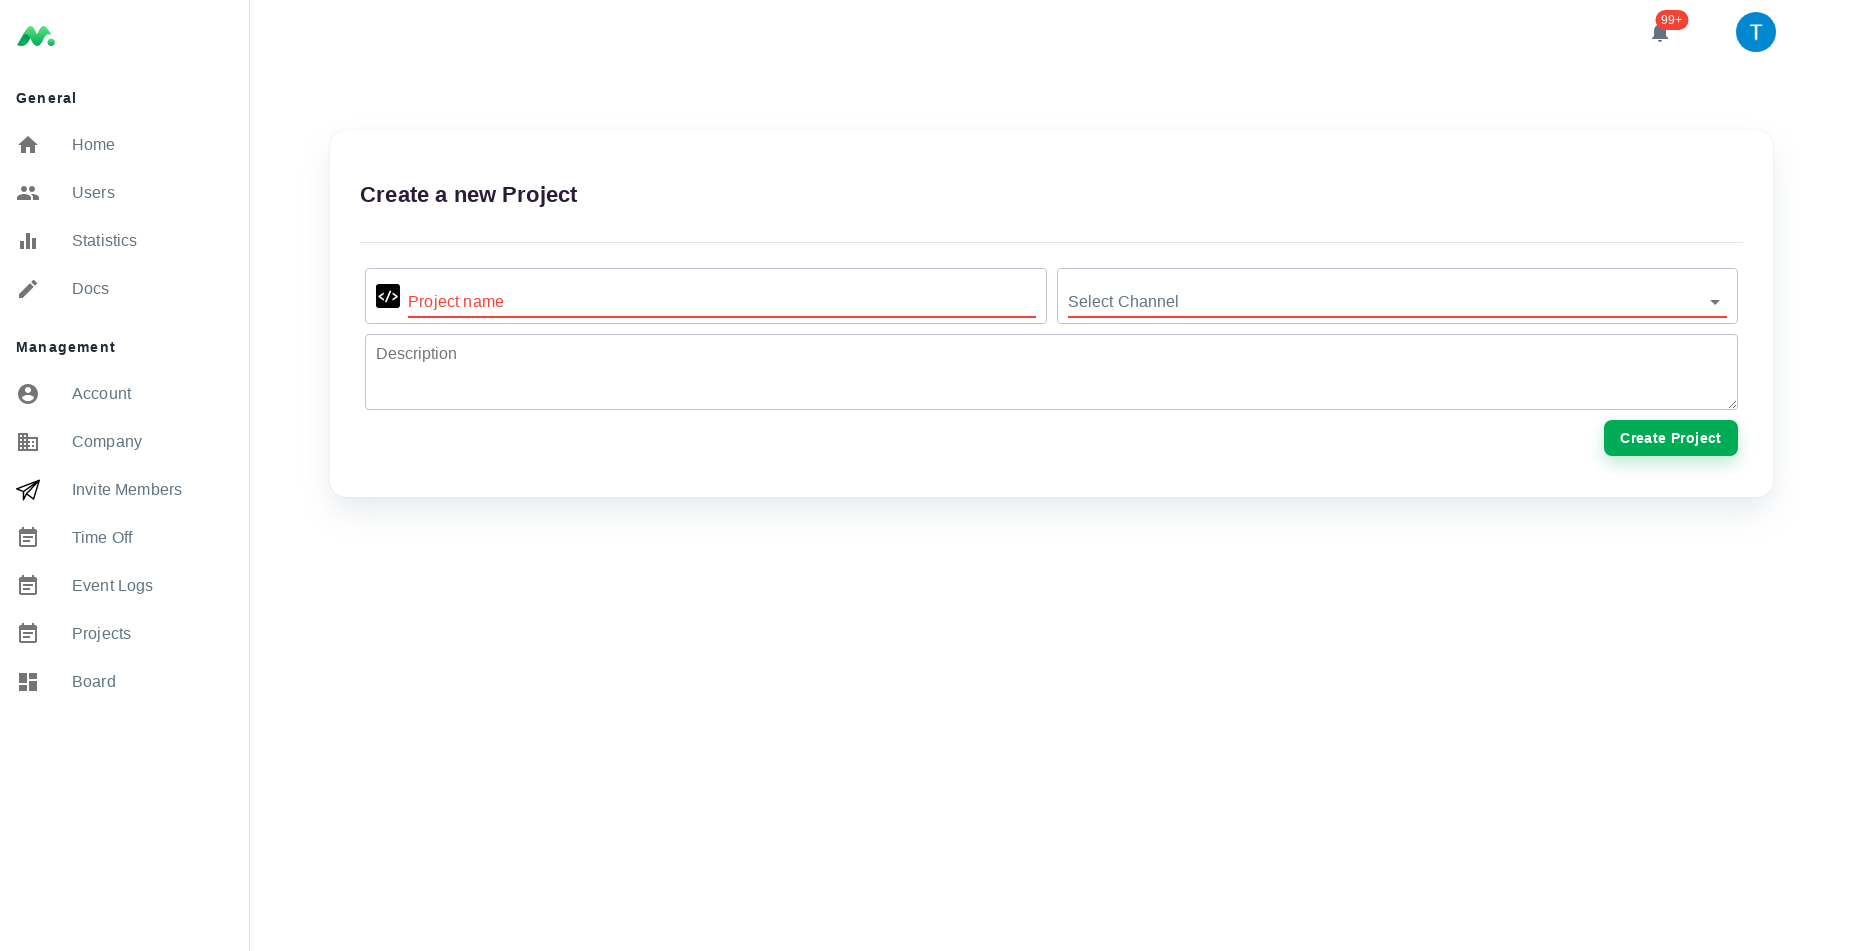 99+
T
General
Home
Users
Statistics
Docs
Management
Account
Company
Invite Members
Time Off
Event Logs
Projects
Board
Create a new Project
</>
Project name
Select Channel
Description
Create Project